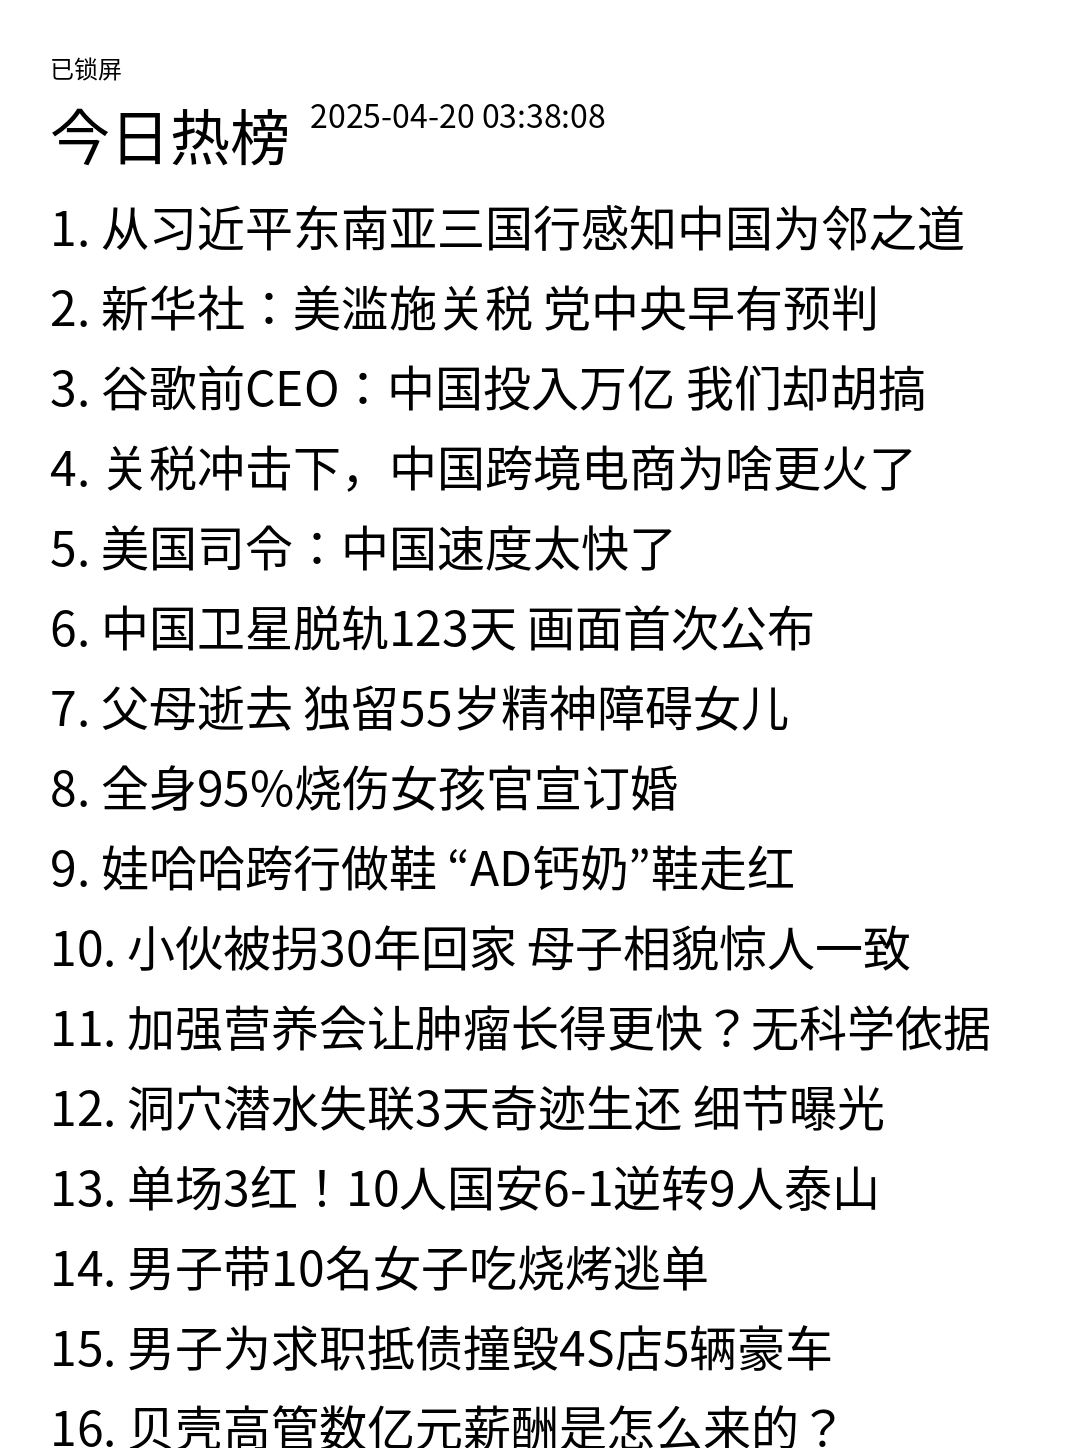 已锁屏
今日热榜 2025-04-20 03:38:08
1. 从习近平东南亚三国行感知中国为邻之道
2. 新华社：美滥施关税 党中央早有预判
3. 谷歌前CEO：中国投入万亿 我们却胡搞
4. 关税冲击下，中国跨境电商为啥更火了
5. 美国司令：中国速度太快了
6. 中国卫星脱轨123天 画面首次公布
7. 父母逝去 独留55岁精神障碍女儿
8. 全身95%烧伤女孩官宣订婚
9. 娃哈哈跨行做鞋 “AD钙奶”鞋走红
10. 小伙被拐30年回家 母子相貌惊人一致
11. 加强营养会让肿瘤长得更快？无科学依据
12. 洞穴潜水失联3天奇迹生还 细节曝光
13. 单场3红！10人国安6-1逆转9人泰山
14. 男子带10名女子吃烧烤逃单
15. 男子为求职抵债撞毁4S店5辆豪车
16. 贝壳高管数亿元薪酬是怎么来的？